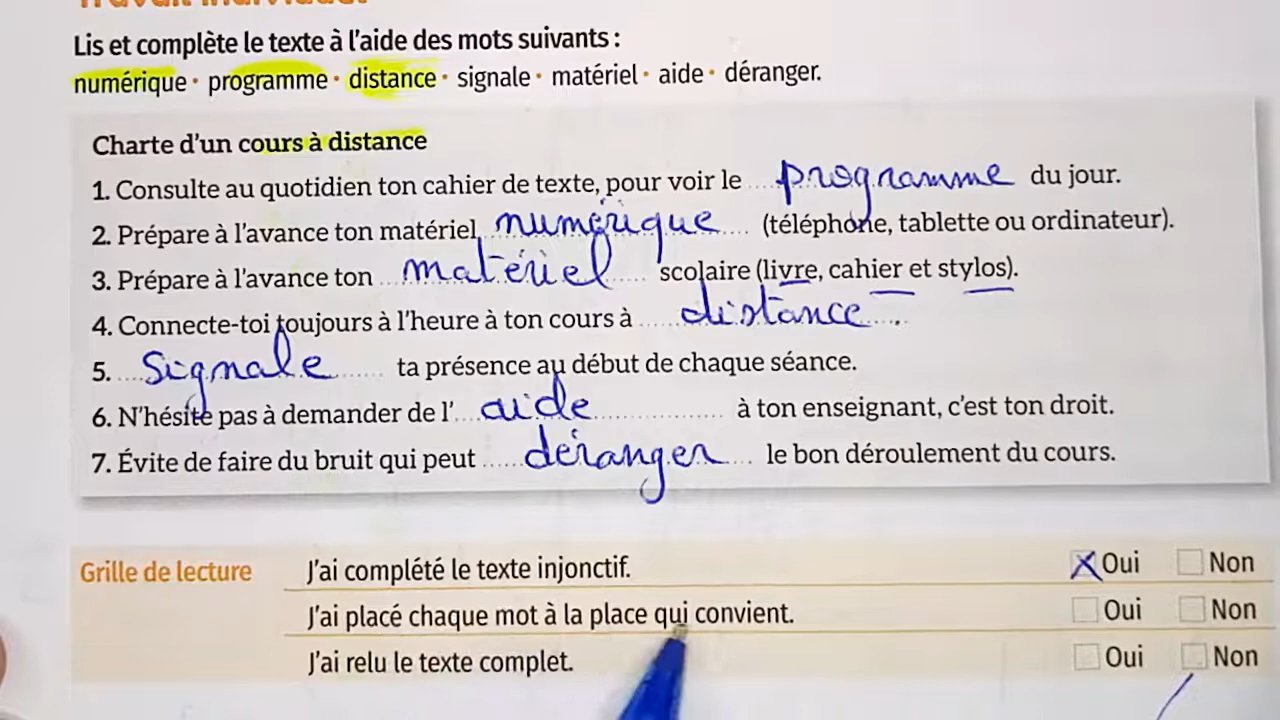 Lis et complète le texte à l'aide des mots suivants :
numérique · programme · distance · signale · matériel · aide · déranger.
Charte d'un cours à distance
1. Consulte au quotidien ton cahier de texte, pour voir le programme du jour.
2. Prépare à l'avance ton matériel numérique (téléphone, tablette ou ordinateur).
3. Prépare à l'avance ton matériel scolaire (livre, cahier et stylos).
4. Connecte-toi toujours à l'heure à ton cours à distance.
5. Signale ta présence au début de chaque séance.
6. N'hésite pas à demander de l'aide à ton enseignant, c'est ton droit.
7. Évite de faire du bruit qui peut déranger le bon déroulement du cours.
Grille de lecture J'ai complété le texte injonctif. Oui Non
J'ai placé chaque mot à la place qui convient. Oui Non
J'ai relu le texte complet. Oui Non